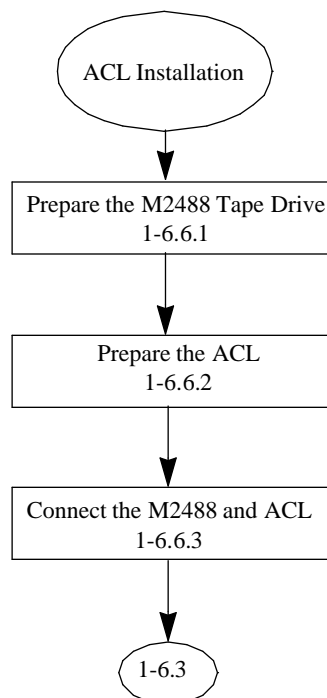 ACL Installation
Prepare the M2488 Tape Drive
1-6.6.1
Prepare the ACL
1-6.6.2
Connect the M2488 and ACL
1-6.6.3
1-6.3